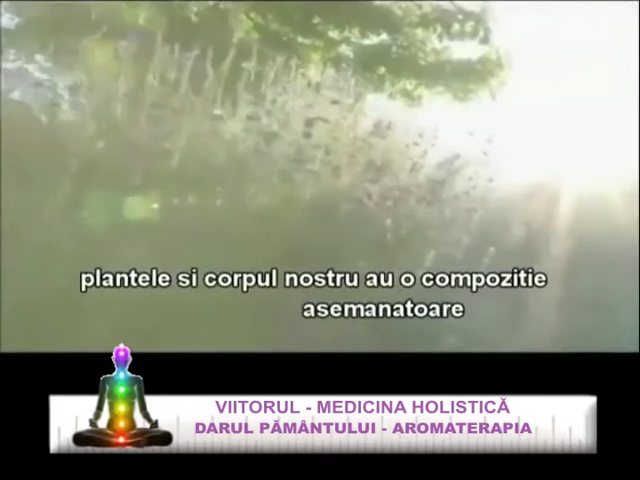 plantele si corpul nostru au o compozitie
asemanatoare
VIITORUL - MEDICINA HOLISTICĂ
DARUL PĂMÂNTULUI - AROMATERAPIA